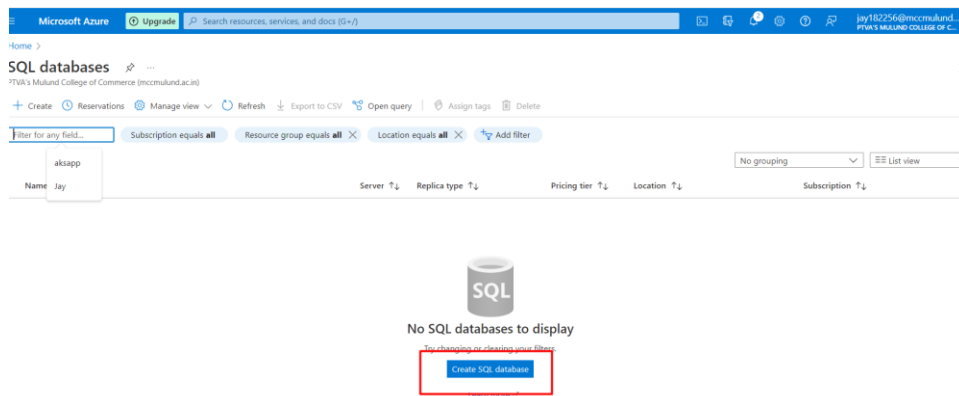 Microsoft Azure Upgrade Search resources, services, and docs (G+/) 2 jay182256@mccmulund...
PTVA'S MULUND COLLEGE OF C...
Home >
SQL databases ...
PTVA's Mulund College of Commerce (mccmulund.ac.in)
+ Create Reservations Manage view Refresh Export to CSV Open query Assign tags Delete
Filter for any field... Subscription equals all Resource group equals all Location equals all Add filter
aksapp
No grouping List view
Name Jay Server Replica type Pricing tier Location Subscription
SQL
No SQL databases to display
Try changing or clearing your filters.
Create SQL database